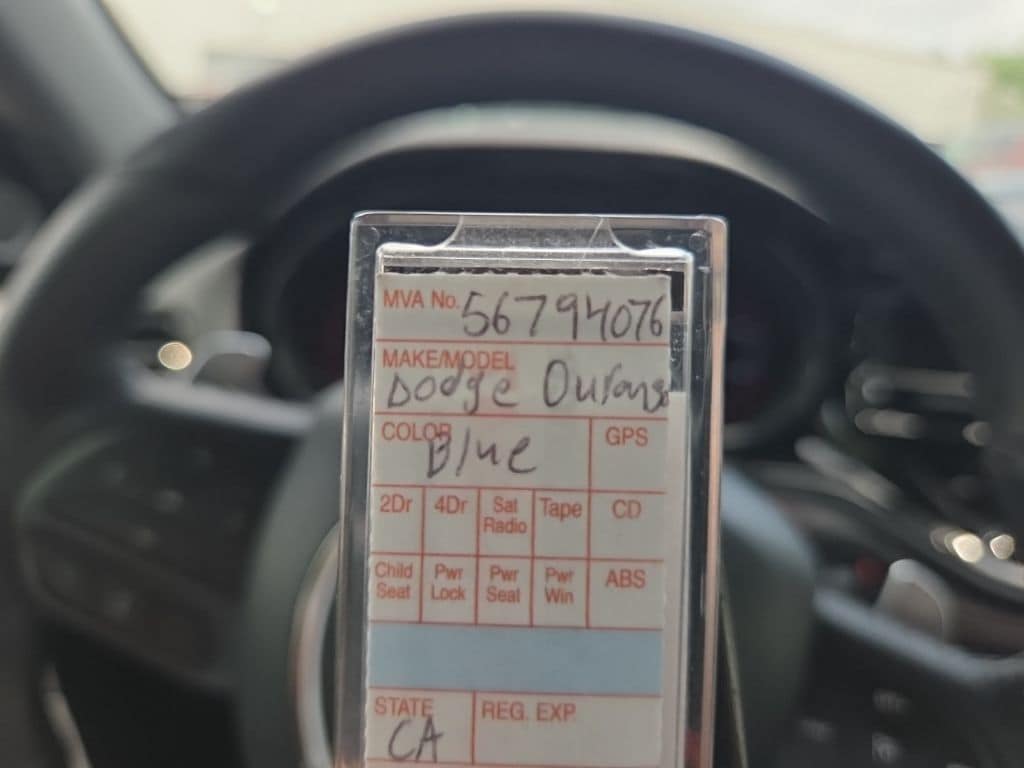 MVA No. 56794076
MAKE/MODEL
Dodge Durango
COLOR GPS
Blue
2Dr 4Dr Sat Radio Tape CD
Child Seat Pwr Lock Pwr Seat Pwr Win ABS
STATE REG. EXP.
CA